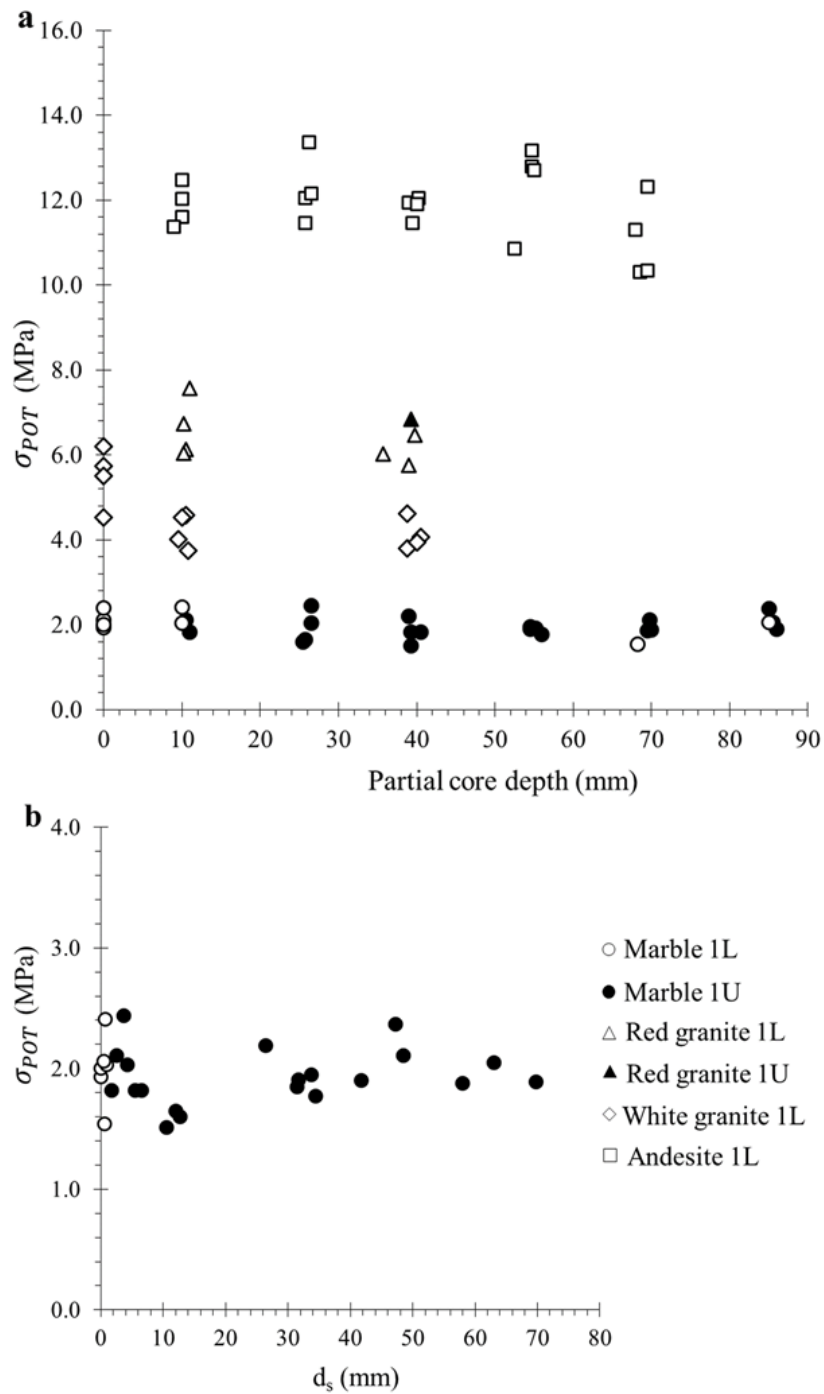 a
16.0
14.0
12.0
10.0
8.0
6.0
4.0
2.0
0.0
σPOT (MPa)
0 10 20 30 40 50 60 70 80 90
Partial core depth (mm)
b
4.0
3.0
2.0
1.0
0.0
σPOT (MPa)
0 10 20 30 40 50 60 70 80
ds (mm)
Marble 1L
Marble 1U
Red granite 1L
Red granite 1U
White granite 1L
Andesite 1L